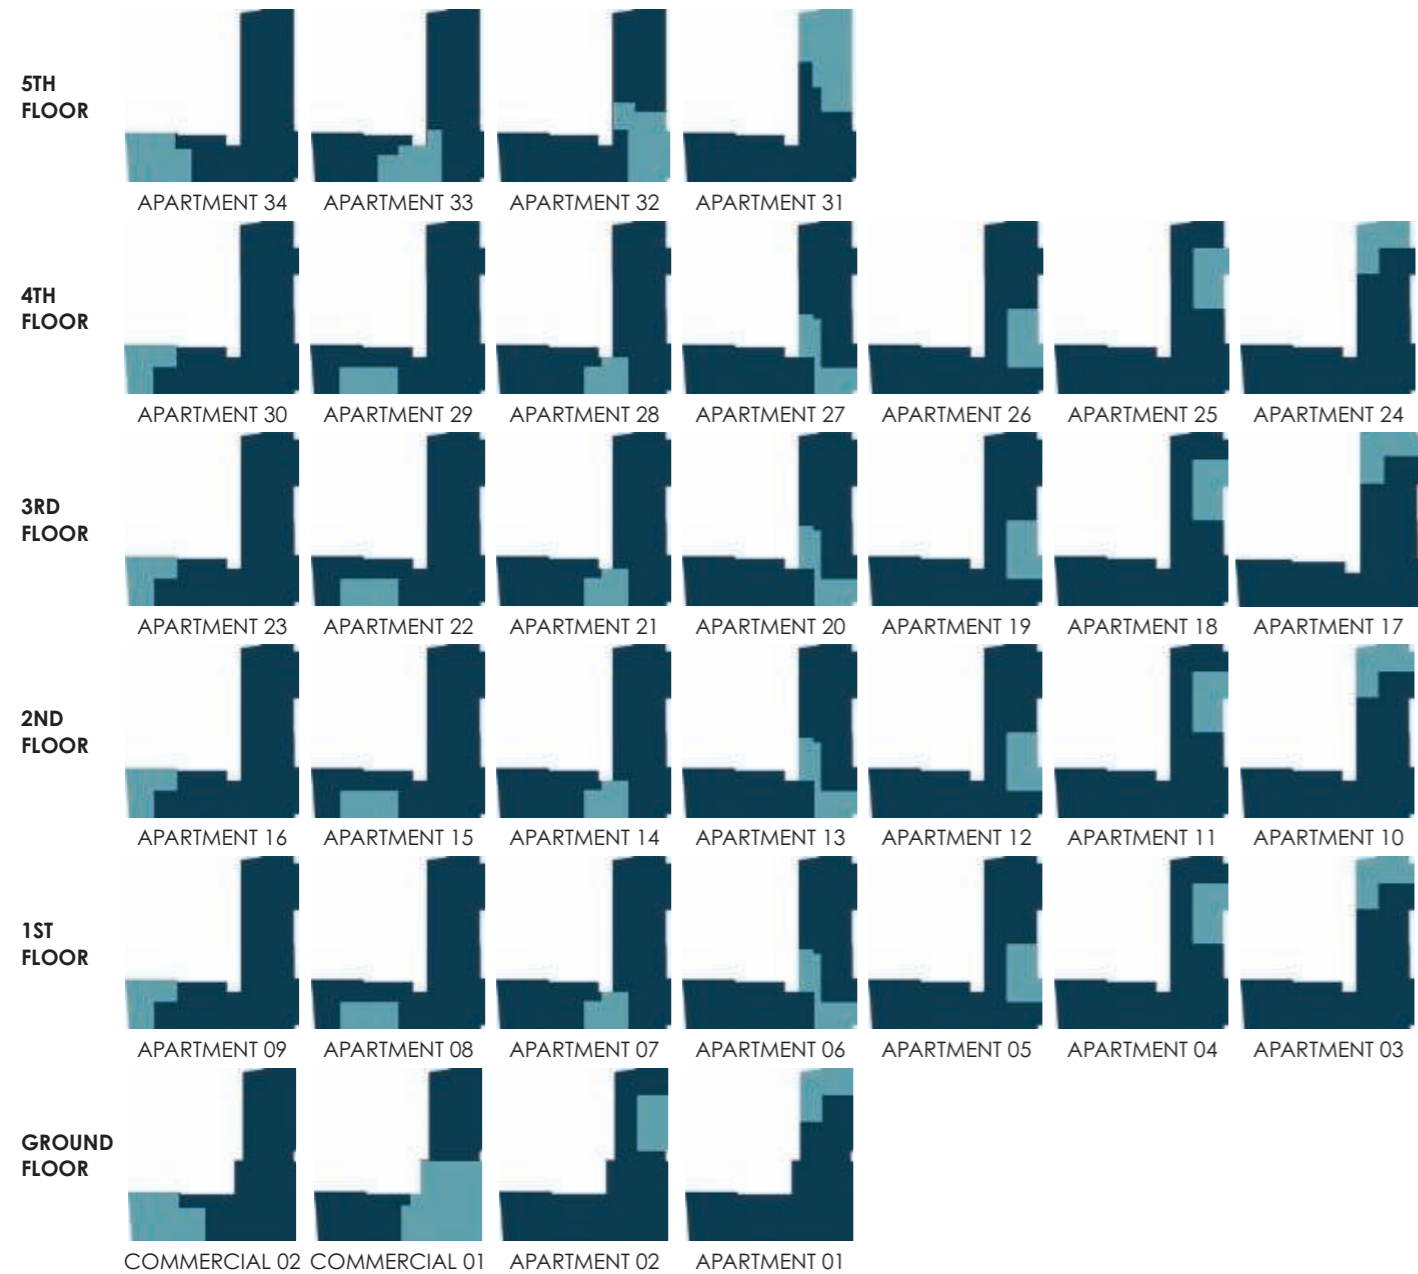 5TH
FLOOR
APARTMENT 34 APARTMENT 33 APARTMENT 32 APARTMENT 31
4TH
FLOOR
APARTMENT 30 APARTMENT 29 APARTMENT 28 APARTMENT 27 APARTMENT 26 APARTMENT 25 APARTMENT 24
3RD
FLOOR
APARTMENT 23 APARTMENT 22 APARTMENT 21 APARTMENT 20 APARTMENT 19 APARTMENT 18 APARTMENT 17
2ND
FLOOR
APARTMENT 16 APARTMENT 15 APARTMENT 14 APARTMENT 13 APARTMENT 12 APARTMENT 11 APARTMENT 10
1ST
FLOOR
APARTMENT 09 APARTMENT 08 APARTMENT 07 APARTMENT 06 APARTMENT 05 APARTMENT 04 APARTMENT 03
GROUND
FLOOR
COMMERCIAL 02 COMMERCIAL 01 APARTMENT 02 APARTMENT 01